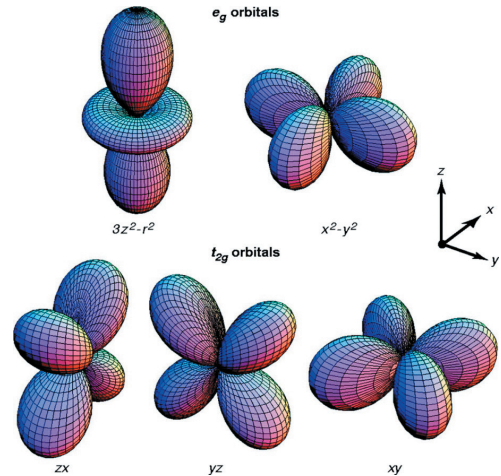 e_g orbitals
3z²-r²
x²-y²
z
x
y
t_2g orbitals
zx
yz
xy